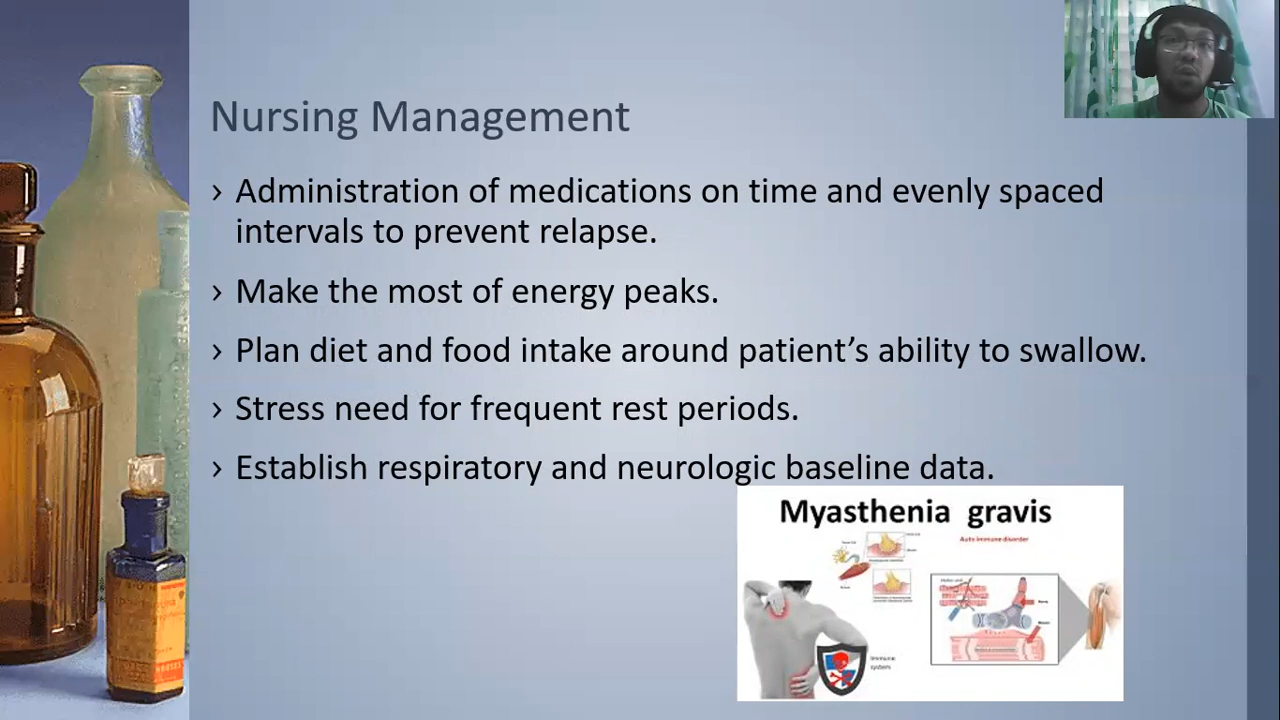 Nursing Management
› Administration of medications on time and evenly spaced
intervals to prevent relapse.
› Make the most of energy peaks.
› Plan diet and food intake around patient’s ability to swallow.
› Stress need for frequent rest periods.
› Establish respiratory and neurologic baseline data.
Myasthenia gravis
Auto immune disorder
Immune
system